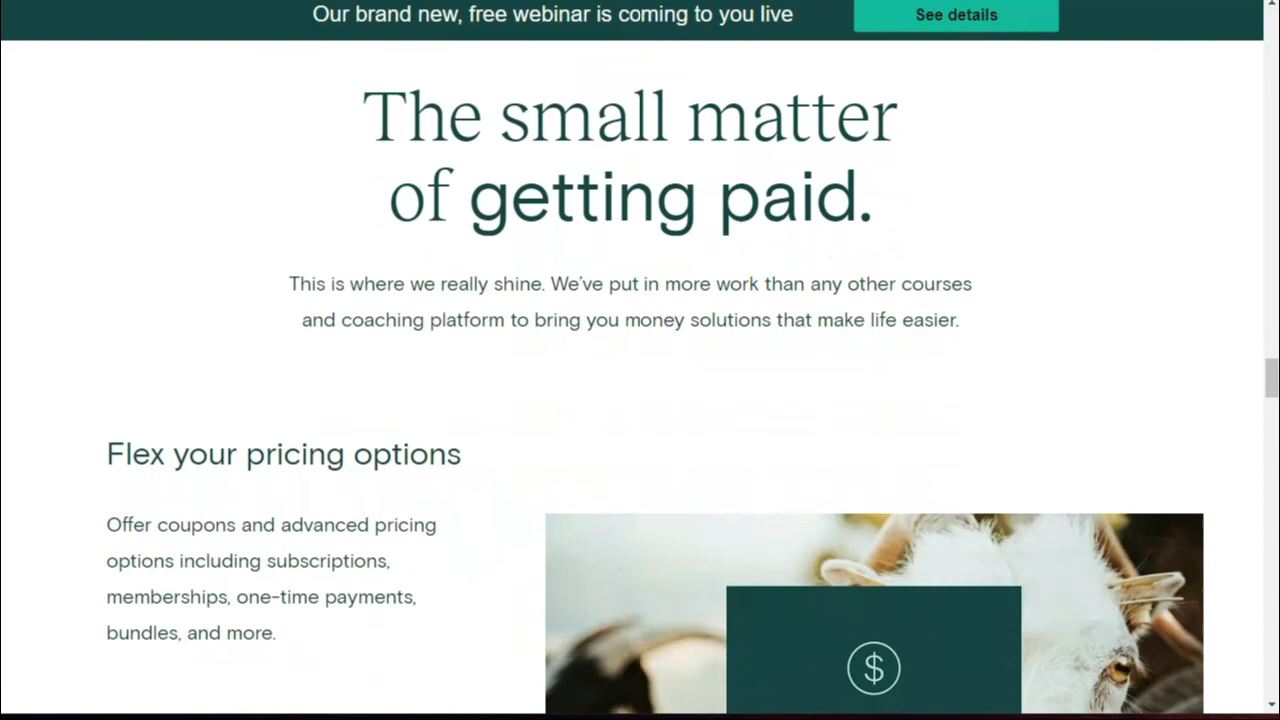 Our brand new, free webinar is coming to you live
See details
The small matter
of getting paid.
This is where we really shine. We've put in more work than any other courses
and coaching platform to bring you money solutions that make life easier.
Flex your pricing options
Offer coupons and advanced pricing
options including subscriptions,
memberships, one-time payments,
bundles, and more.
$